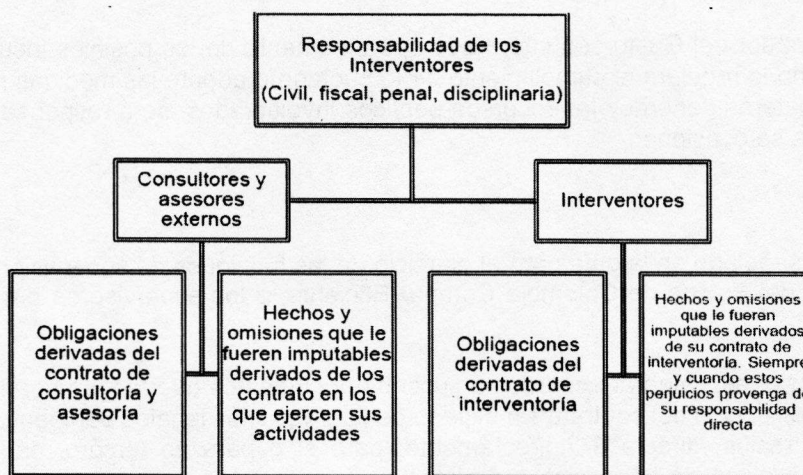 Responsabilidad de los
Interventores
(Civil, fiscal, penal, disciplinaria)
Consultores y
asesores
externos
Interventores
Obligaciones
derivadas del
contrato de
consultoría y
asesoría
Hechos y
omisiones que le
fueren imputables
derivados de los
contrato en los
que ejercen sus
actividades
Obligaciones
derivadas del
contrato de
interventoría
Hechos y omisiones
que le fueran
imputables derivados
de su contrato de
interventoría. Siempre
y cuando estos
perjuicios provenga de
su responsabilidad
directa